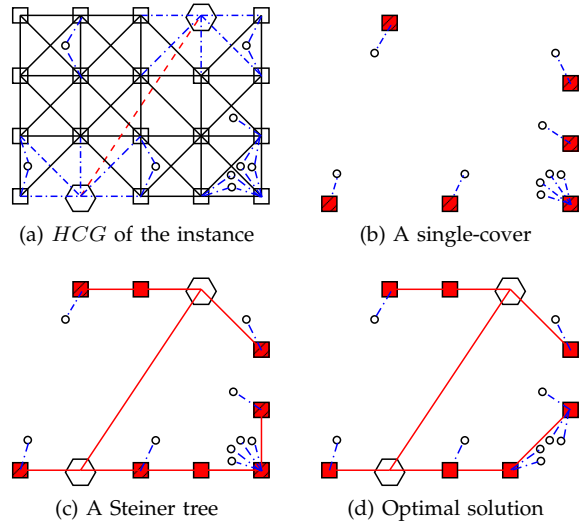 (a) HCG of the instance
(b) A single-cover
(c) A Steiner tree
(d) Optimal solution